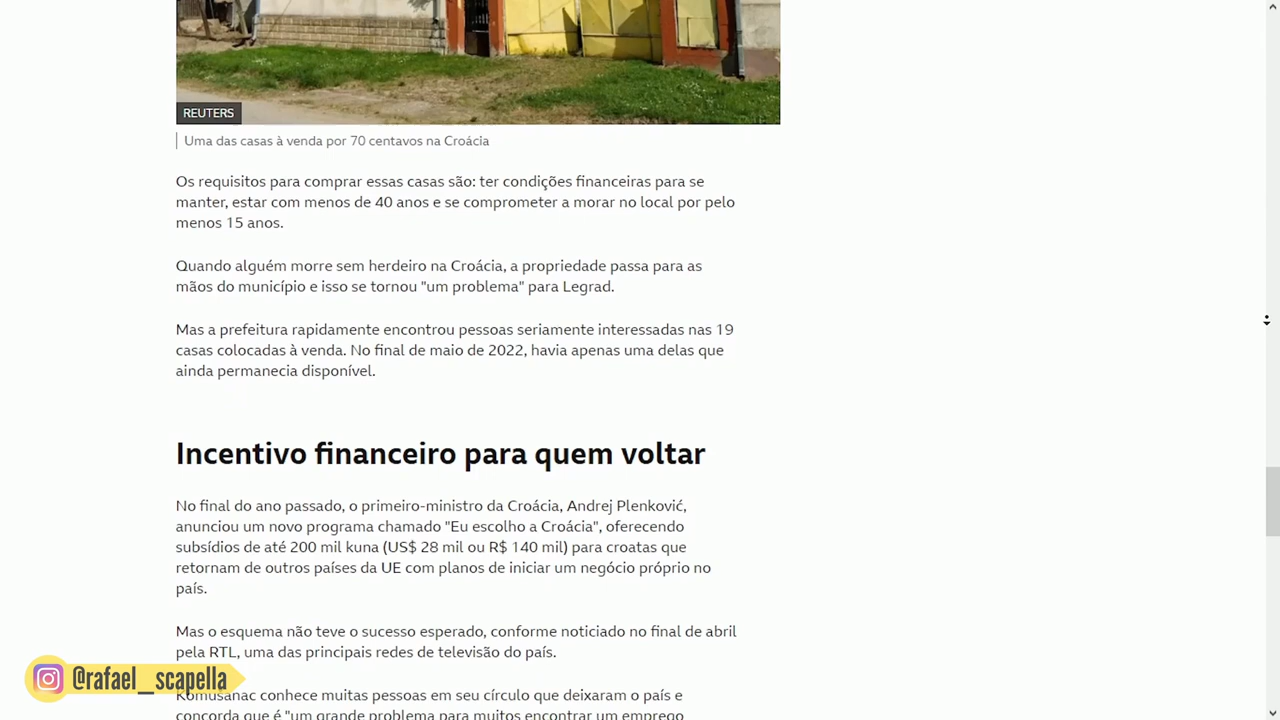 REUTERS
Uma das casas à venda por 70 centavos na Croácia
Os requisitos para comprar essas casas são: ter condições financeiras para se
manter, estar com menos de 40 anos e se comprometer a morar no local por pelo
menos 15 anos.
Quando alguém morre sem herdeiro na Croácia, a propriedade passa para as
mãos do município e isso se tornou "um problema" para Legrad.
Mas a prefeitura rapidamente encontrou pessoas seriamente interessadas nas 19
casas colocadas à venda. No final de maio de 2022, havia apenas uma delas que
ainda permanecia disponível.
Incentivo financeiro para quem voltar
No final do ano passado, o primeiro-ministro da Croácia, Andrej Plenković,
anunciou um novo programa chamado "Eu escolho a Croácia", oferecendo
subsídios de até 200 mil kuna (US$ 28 mil ou R$ 140 mil) para croatas que
retornam de outros países da UE com planos de iniciar um negócio próprio no
país.
Mas o esquema não teve o sucesso esperado, conforme noticiado no final de abril
pela RTL, uma das principais redes de televisão do país.
@rafael_scapella
Komušanac conhece muitas pessoas em seu círculo que deixaram o país e
concorda que é "um grande problema para muitos encontrar um emprego